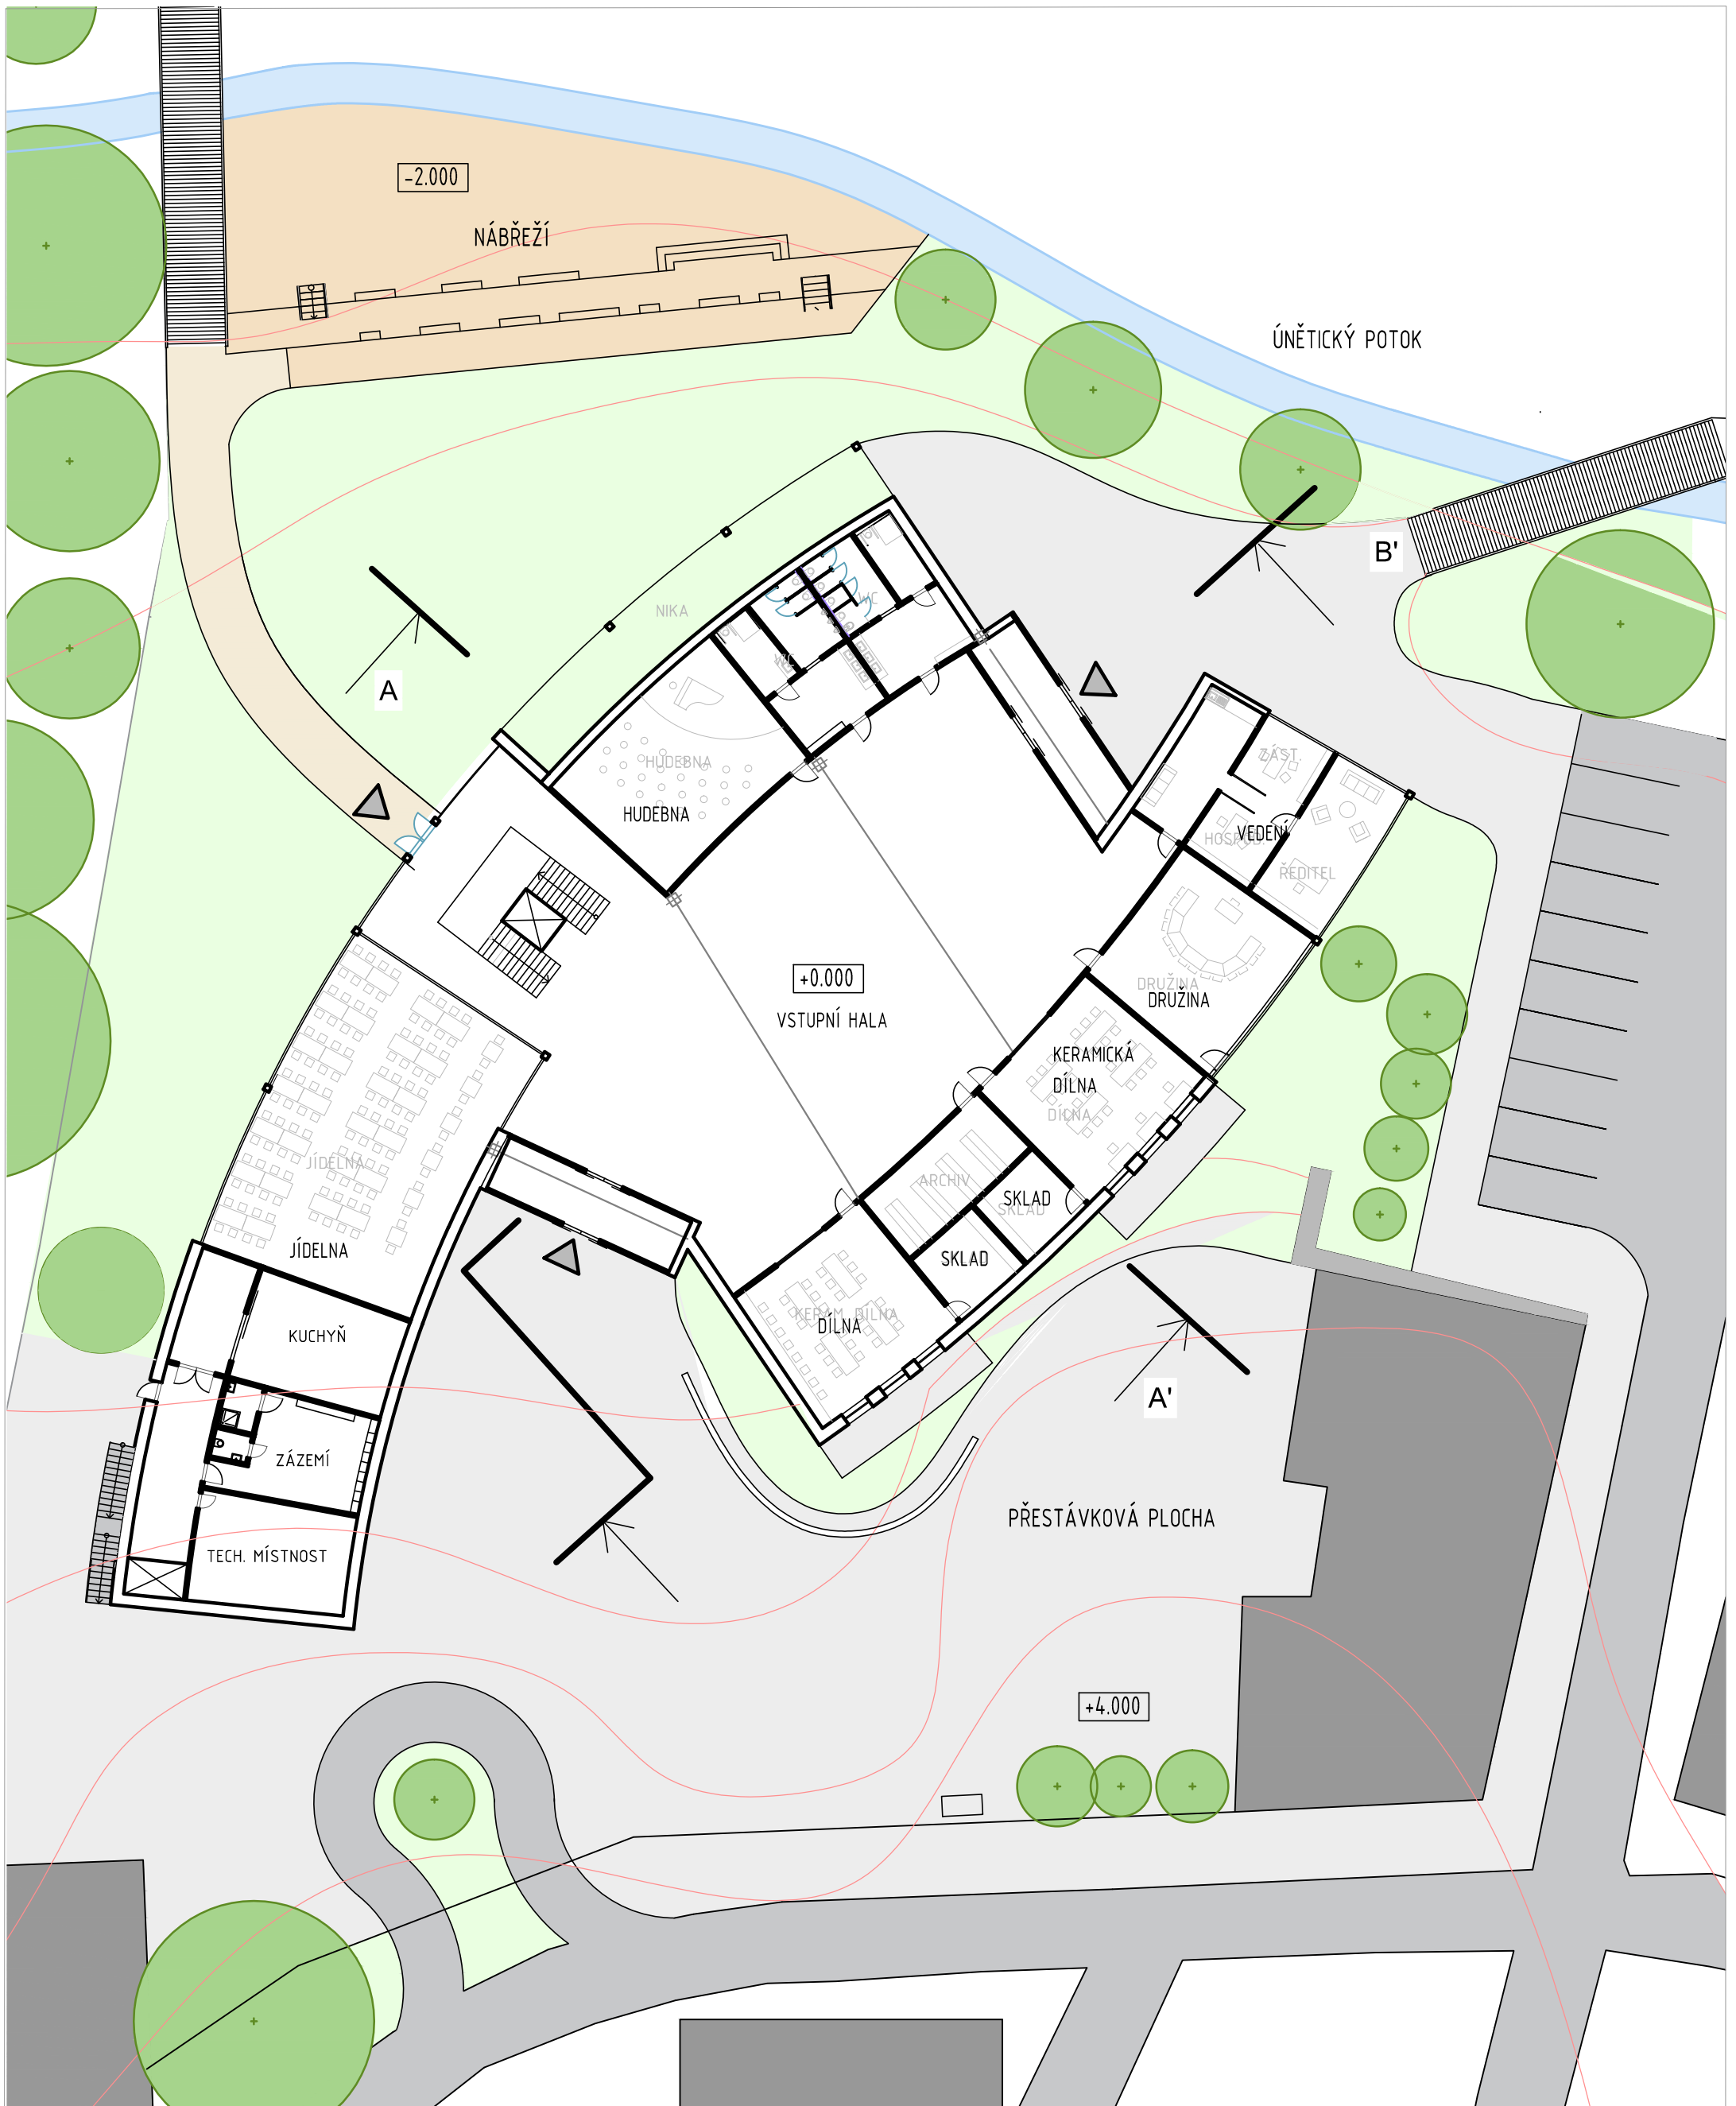 -2.000
NÁBŘEŽÍ
ÚNĚTICKÝ POTOK
B'
WC
NIKA
WC
A
ZÁST.
HUDEBNA
HUDEBNA
VEDENÍ
ŘEDITEL
+0.000
DRUŽINA
DRUŽINA
VSTUPNÍ HALA
KERAMICKÁ
DÍLNA
DÍLNA
JÍDELNA
ARCHIV
SKLAD
SKLAD
JÍDELNA
SKLAD
KERAM. DÍLNA
DÍLNA
KUCHYŇ
A'
ZÁZEMÍ
PŘESTÁVKOVÁ PLOCHA
TECH. MÍSTNOST
+4.000